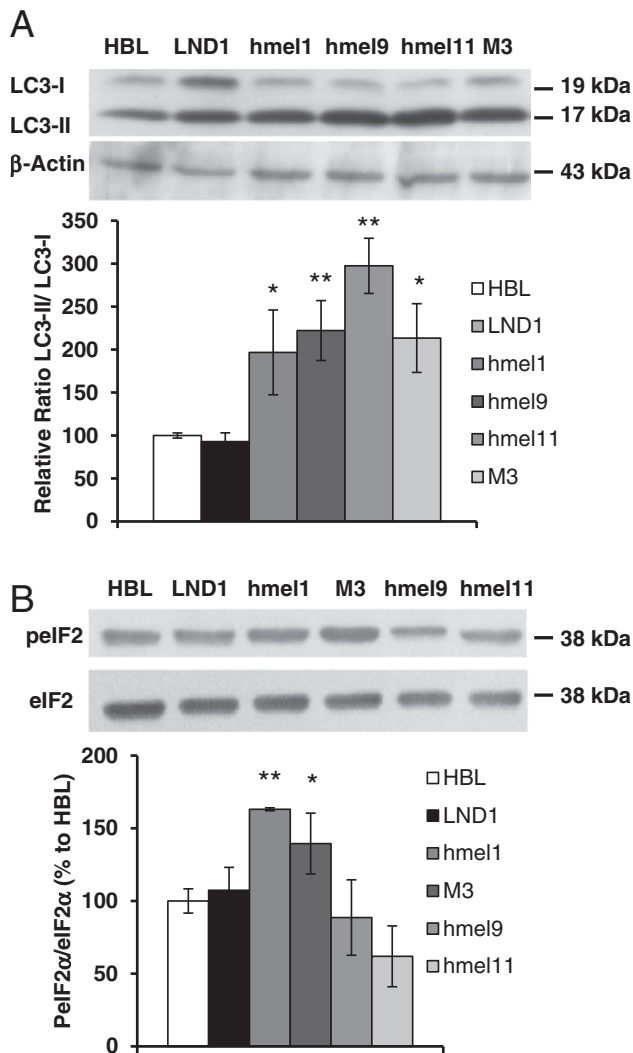 A
HBL LND1 hmel1 hmel9 hmel11 M3
LC3-I
19 kDa
LC3-II
17 kDa
β-Actin
43 kDa
Relative Ratio LC3-II/ LC3-I
350
300
250
200
150
100
50
0
*
**
**
*
HBL
LND1
hmel1
hmel9
hmel11
M3
B
HBL LND1 hmel1 M3 hmel9 hmel11
peIF2
38 kDa
eIF2
38 kDa
PeIF2α/eIF2α (% to HBL)
200
150
100
50
0
**
*
HBL
LND1
hmel1
M3
hmel9
hmel11